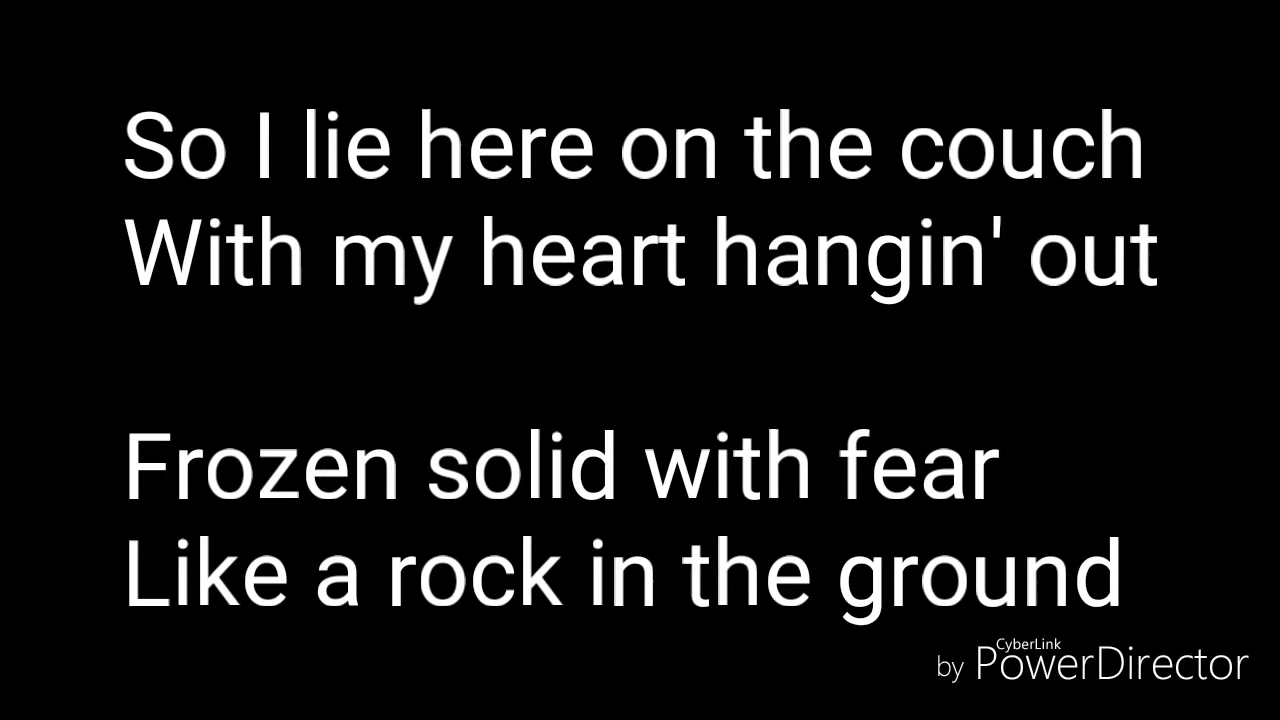 So I lie here on the couch
With my heart hangin' out
Frozen solid with fear
Like a rock in the ground
CyberLink
by PowerDirector